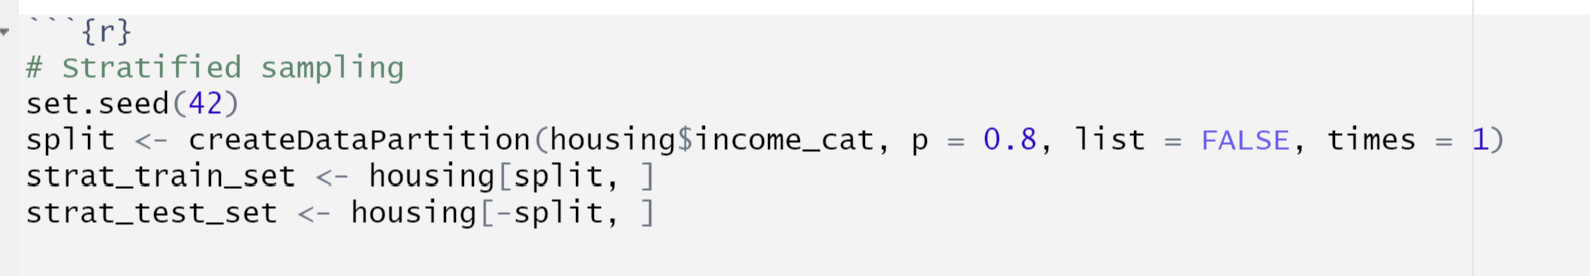 ```{r}
# Stratified sampling
set.seed(42)
split <- createDataPartition(housing$income_cat, p = 0.8, list = FALSE, times = 1)
strat_train_set <- housing[split, ]
strat_test_set <- housing[-split, ]